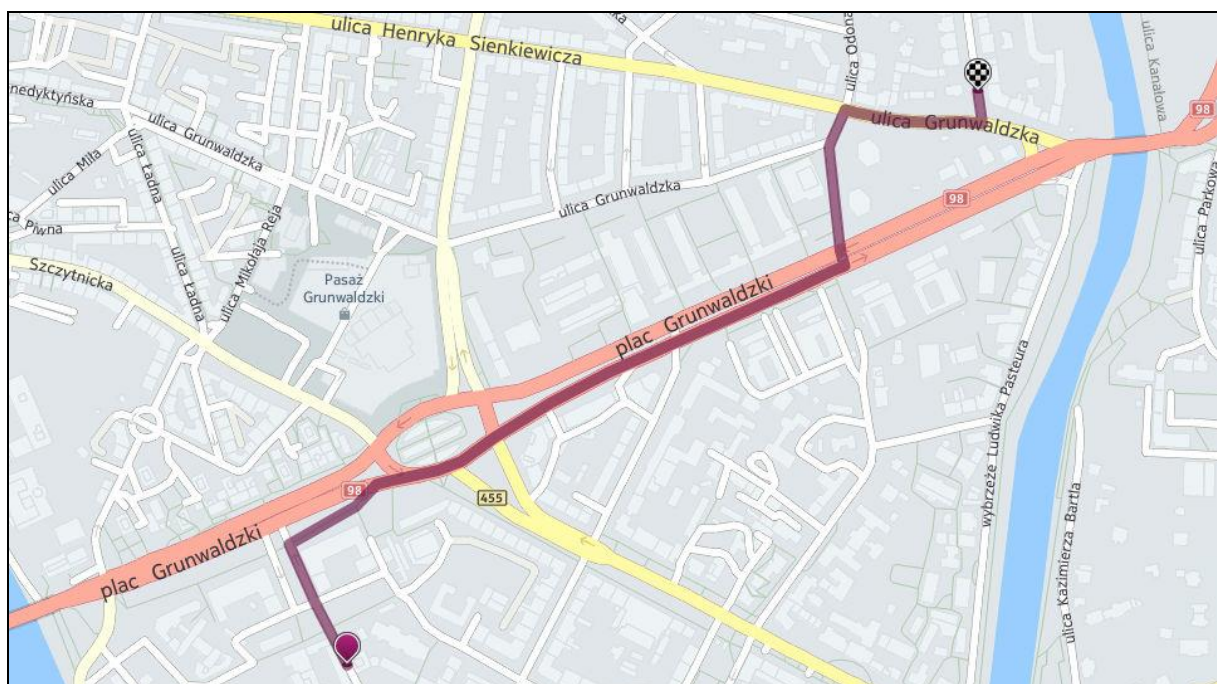 ulica Henryka Sienkiewicza
ulica Kanałowa
98
nedyktyńska
ulica Grunwaldzka
ulica Grunwaldzka
ulica Miła
ulica Ładna
ulica Grunwaldzka
98
ulica Parkowa
ca Piwna
ulica Mikołaja Reja
Szczytnicka
ulica Ładna
Pasaż
Grunwaldzki
plac Grunwaldzki
wybrzeże Ludwika Pasteura
98
455
ulica Kazimierza Bartla
plac Grunwaldzki